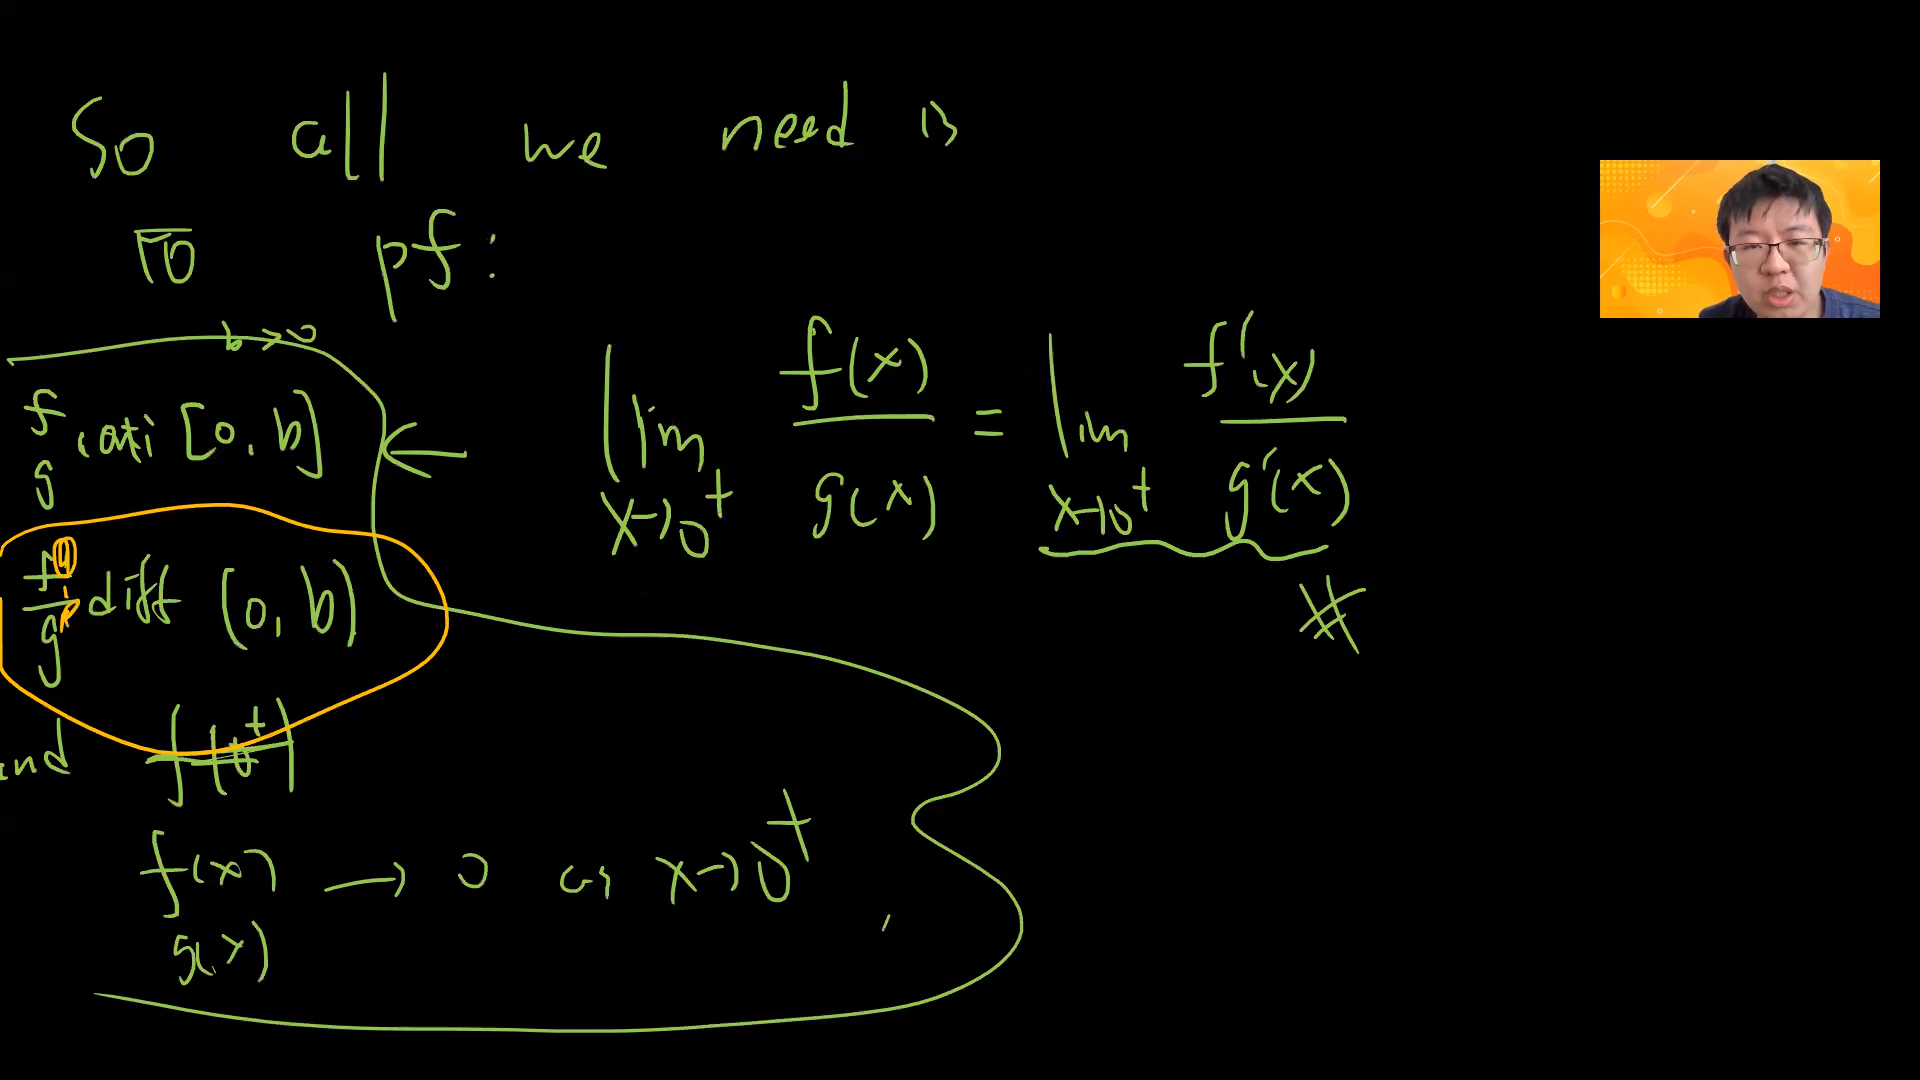 So all we need is
To pf:
b > 0
f
g conti [0, b]
lim x→0⁺ f(x)/g(x) = lim x→0⁺ f'(x)/g'(x)
#
f
g diff (0, b)
and
f(x) → 0 as x→0⁺
g(x)